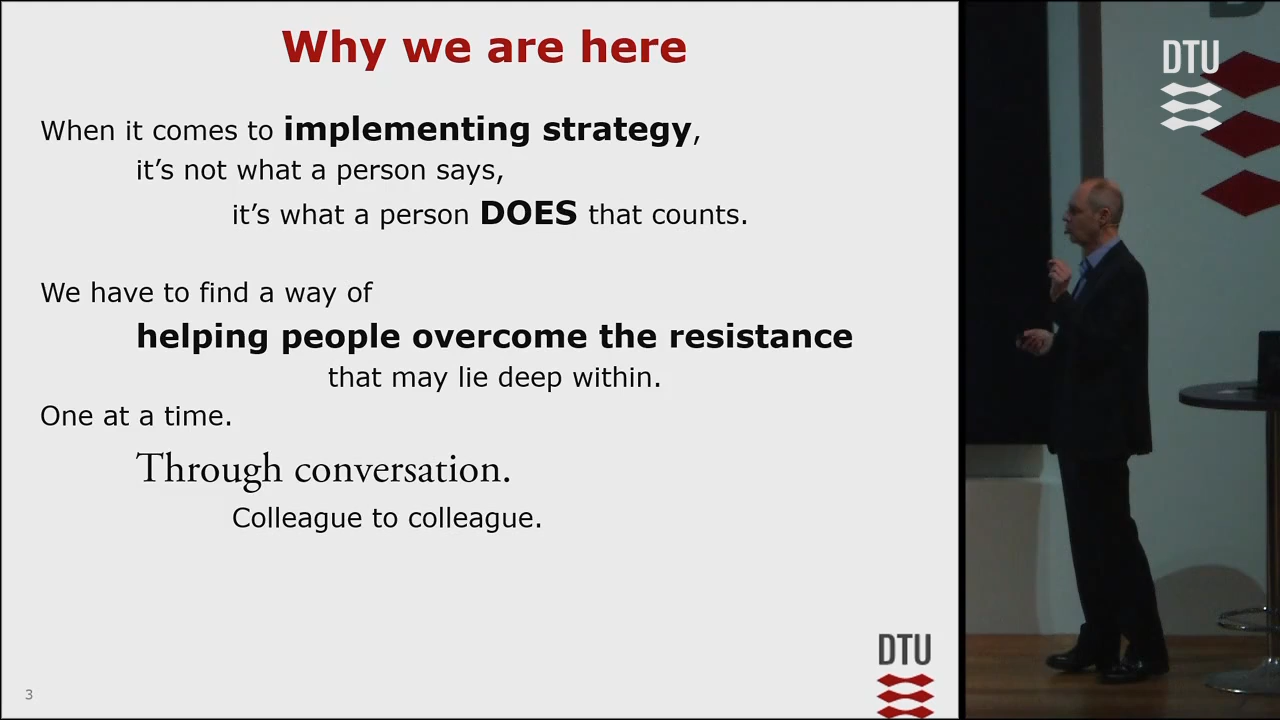 Why we are here
When it comes to implementing strategy,
it’s not what a person says,
it’s what a person DOES that counts.
We have to find a way of
helping people overcome the resistance
that may lie deep within.
One at a time.
Through conversation.
Colleague to colleague.
3
DTU
DTU